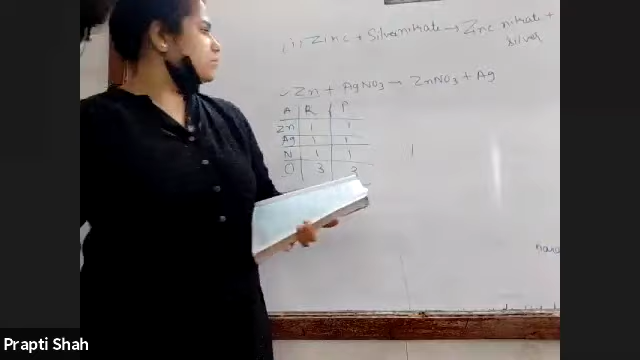 (i) Zinc + Silver nitrate → Zinc nitrate +
silver
Zn + AgNO3 → ZnNO3 + Ag
A R P
Zn 1 1
Ag 1 1
N 1 1
O 3 3
Prapti Shah